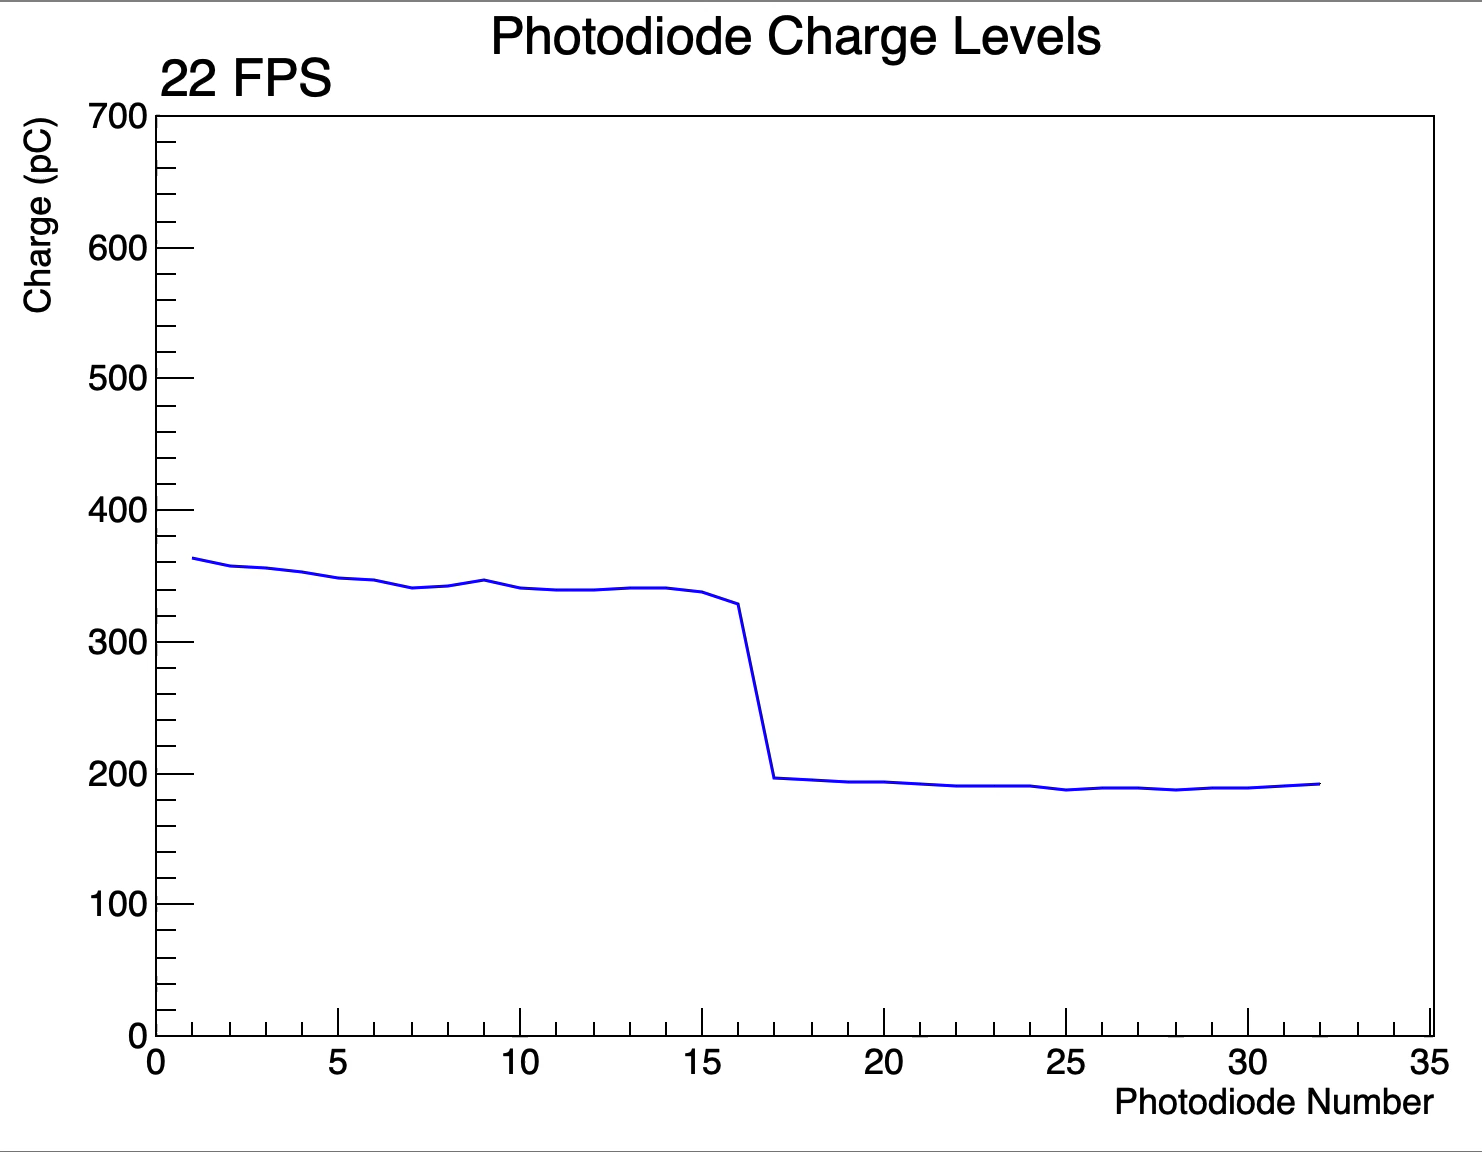 Photodiode Charge Levels
22 FPS
Charge (pC)
700
600
500
400
300
200
100
0
0 5 10 15 20 25 30 35
Photodiode Number